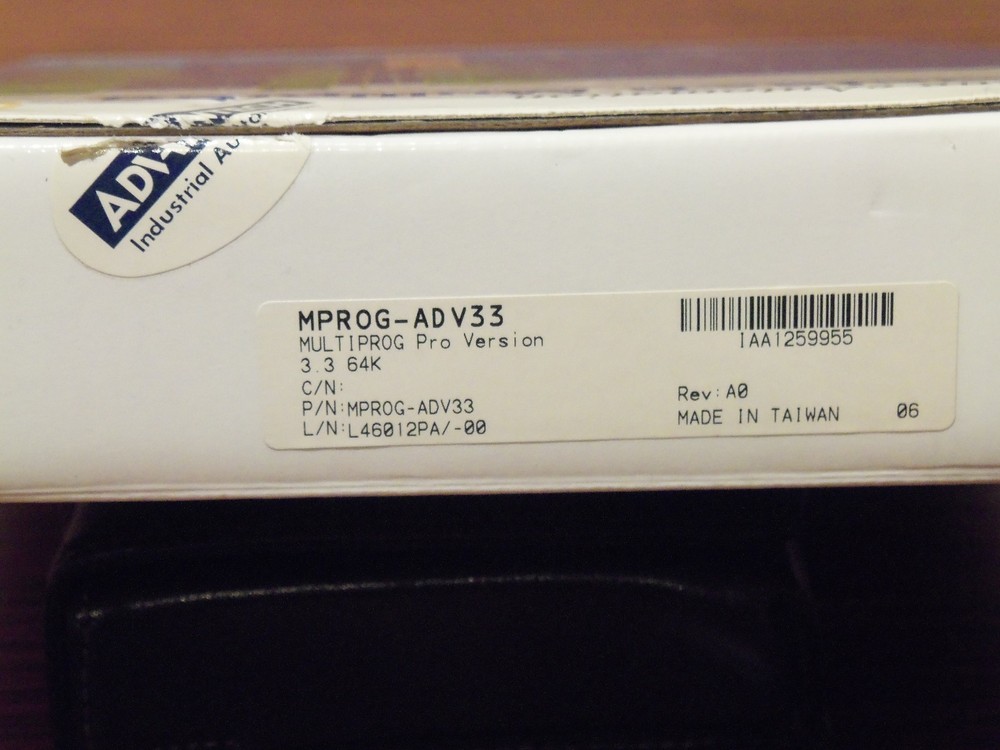 ADVA
Industrial Au
MPROG-ADV33
MULTIPROG Pro Version
3.3 64K
C/N:
P/N:MPROG-ADV33
L/N:L46012PA/-00
IAA1259955
Rev:A0
MADE IN TAIWAN 06